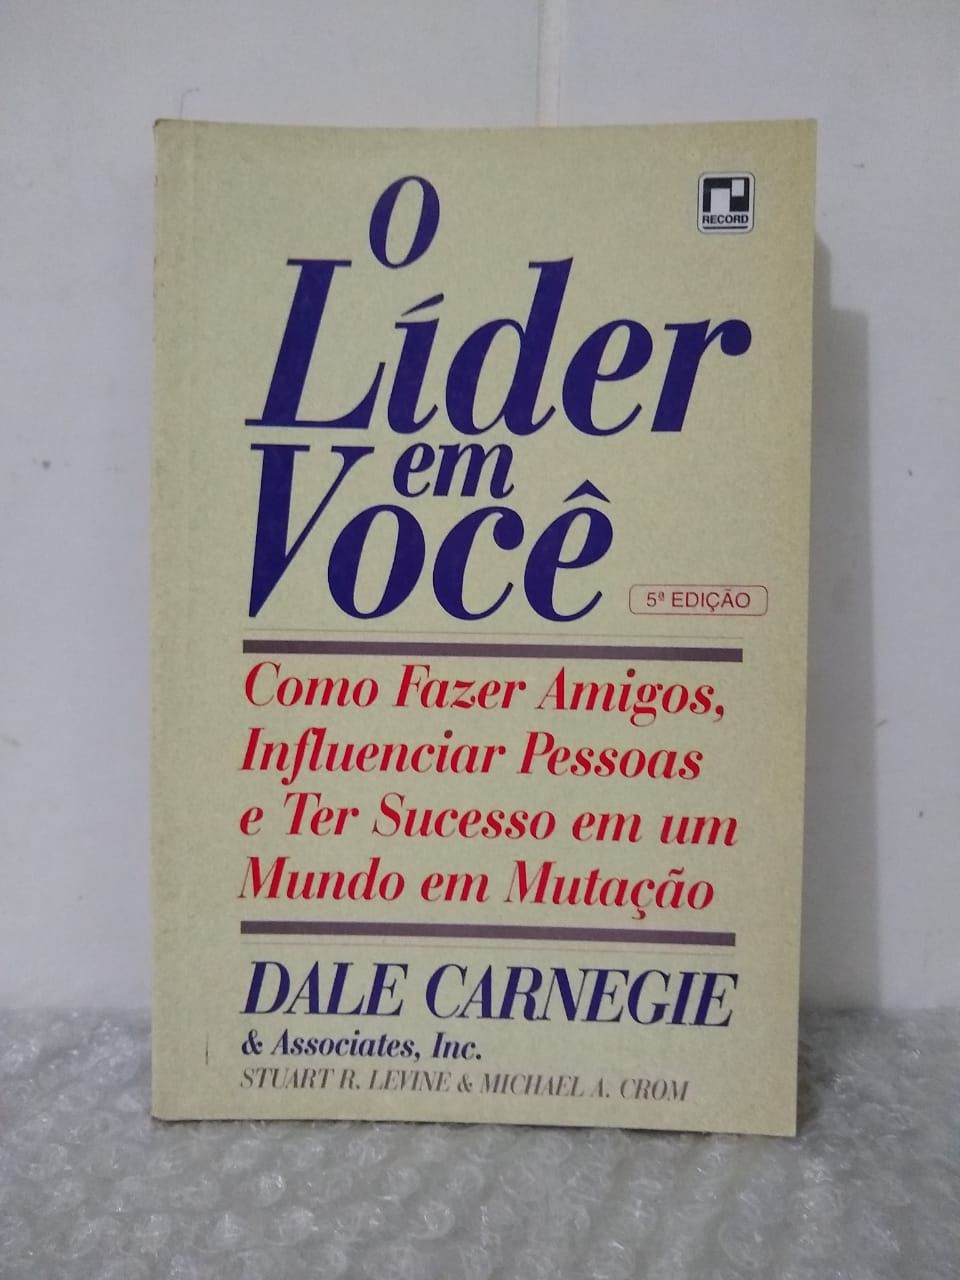 RECORD
O
Líder
em
Você
5ª EDIÇÃO
Como Fazer Amigos,
Influenciar Pessoas
e Ter Sucesso em um
Mundo em Mutação
DALE CARNEGIE
& Associates, Inc.
STUART R. LEVINE & MICHAEL A. CROM